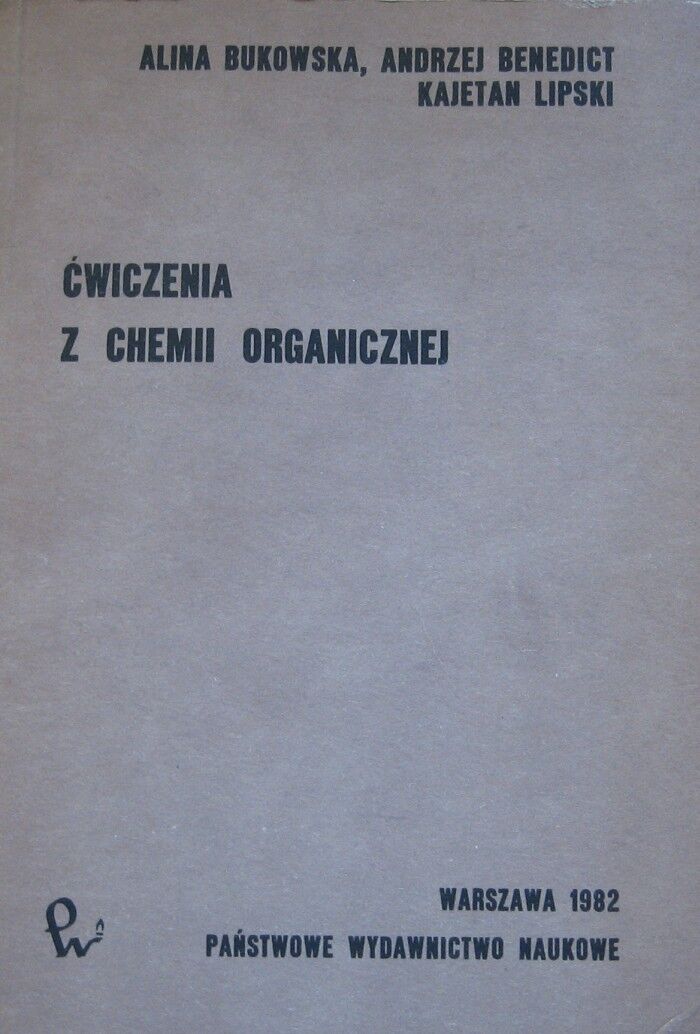 ALINA BUKOWSKA, ANDRZEJ BENEDICT
KAJETAN LIPSKI
ĆWICZENIA
Z CHEMII ORGANICZNEJ
WARSZAWA 1982
PAŃSTWOWE WYDAWNICTWO NAUKOWE